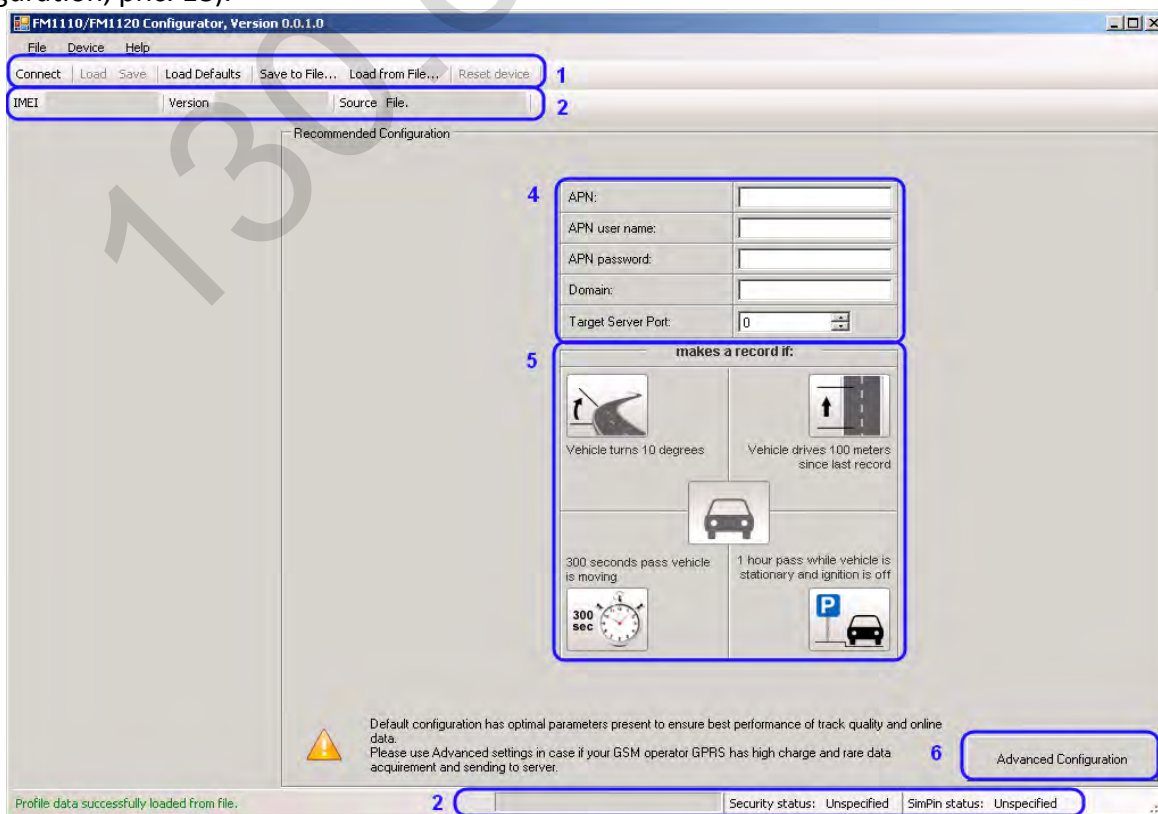 guration, price 25).
FM1110/FM1120 Configurator, Version 0.0.1.0
File Device Help
Connect Load Save Load Defaults Save to File... Load from File... Reset device 1
IMEI Version Source File. 2
Recommended Configuration
4 APN:
APN user name:
APN password:
Domain:
Target Server Port: 0
5 makes a record if:
Vehicle turns 10 degrees
Vehicle drives 100 meters
since last record
300 seconds pass vehicle
is moving
1 hour pass while vehicle is
stationary and ignition is off
300
sec
P
Default configuration has optimal parameters present to ensure best performance of track quality and online
data.
Please use Advanced settings in case if your GSM operator GPRS has high charge and rare data
acquirement and sending to server.
6 Advanced Configuration
Profile data successfully loaded from file. 2 Security status: Unspecified SimPin status: Unspecified
130.